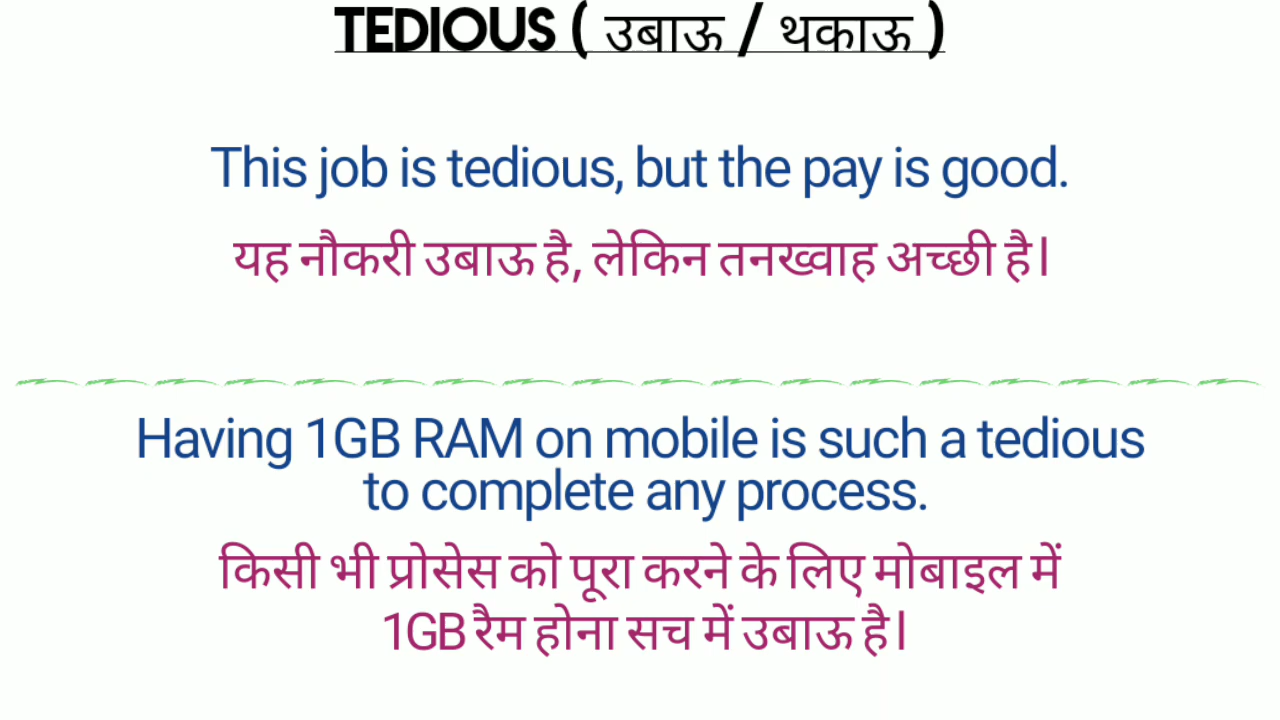 TEDIOUS ( उबाऊ / थकाऊ )
This job is tedious, but the pay is good.
यह नौकरी उबाऊ है, लेकिन तनख्वाह अच्छी है।
Having 1GB RAM on mobile is such a tedious
to complete any process.
किसी भी प्रोसेस को पूरा करने के लिए मोबाइल में
1GB रैम होना सच में उबाऊ है।